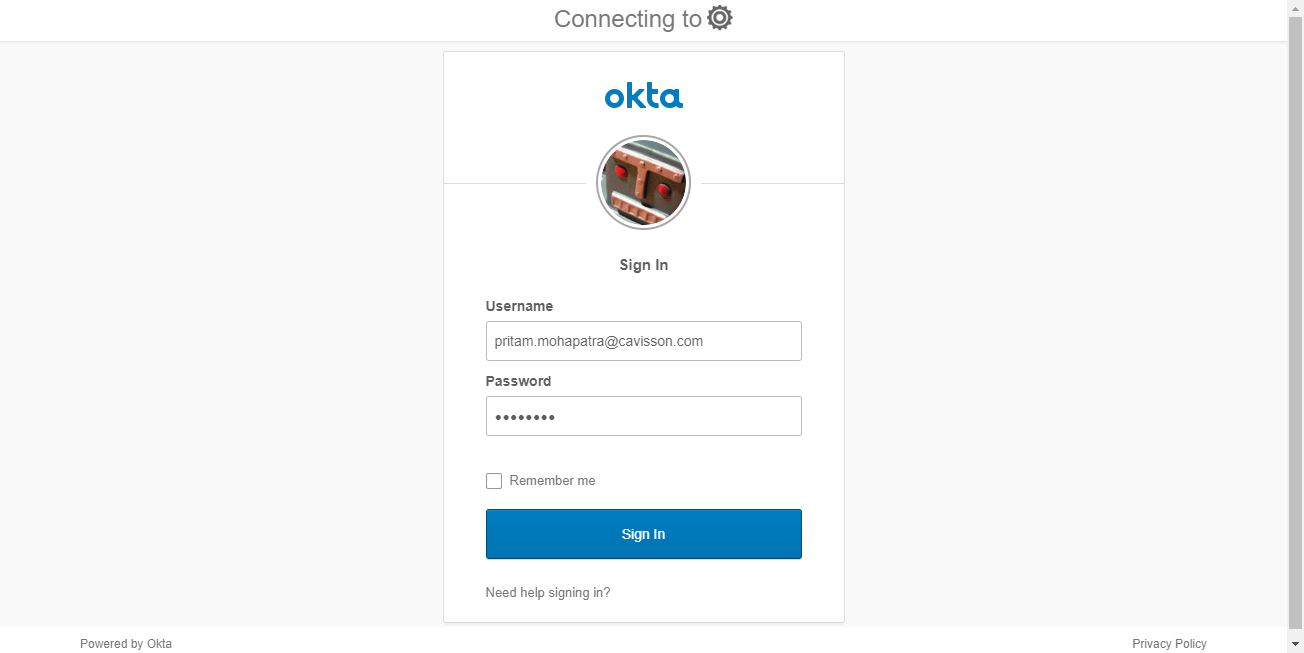 Connecting to
okta
Sign In
Username
pritam.mohapatra@cavisson.com
Password
••••••••
Remember me
Sign In
Need help signing in?
Powered by Okta
Privacy Policy